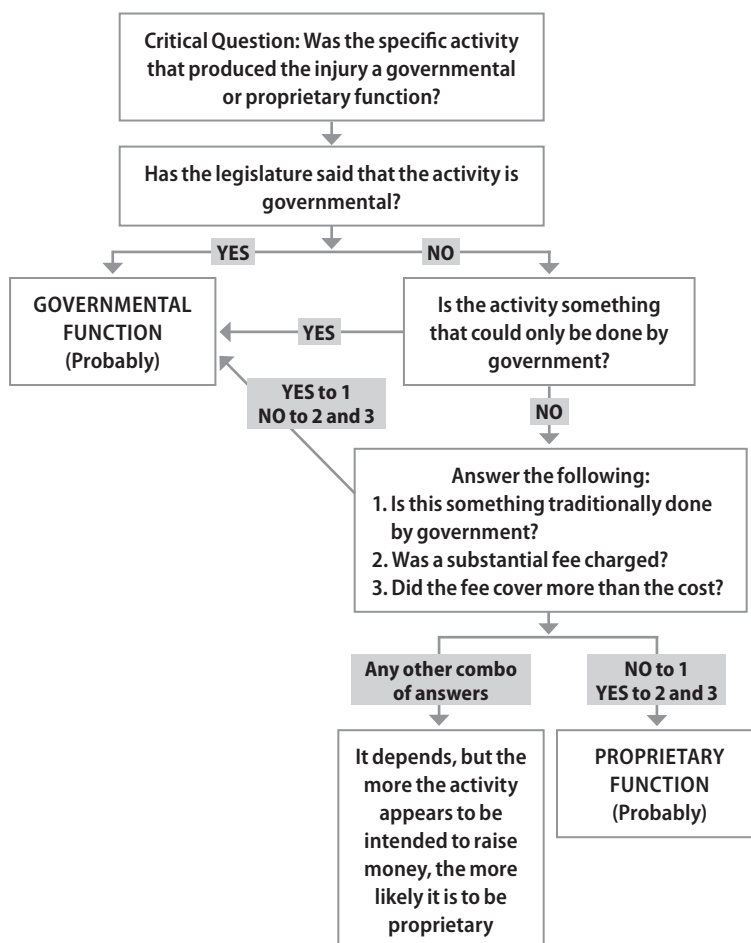 Critical Question: Was the specific activity
that produced the injury a governmental
or proprietary function?
Has the legislature said that the activity is
governmental?
YES
NO
GOVERNMENTAL
FUNCTION
(Probably)
YES
Is the activity something
that could only be done by
government?
YES to 1
NO to 2 and 3
NO
Answer the following:
1. Is this something traditionally done
by government?
2. Was a substantial fee charged?
3. Did the fee cover more than the cost?
Any other combo
of answers
NO to 1
YES to 2 and 3
It depends, but the
more the activity
appears to be
intended to raise
money, the more
likely it is to be
proprietary
PROPRIETARY
FUNCTION
(Probably)